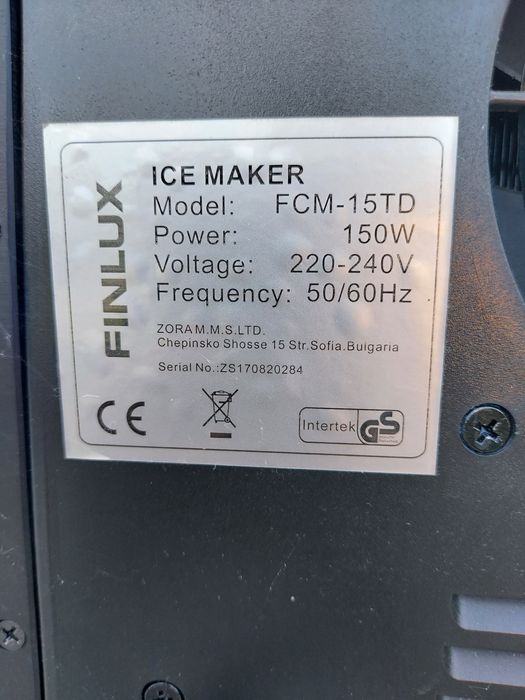 FINLUX
ICE MAKER
Model: FCM-15TD
Power: 150W
Voltage: 220-240V
Frequency: 50/60Hz
ZORA M.M.S.LTD.
Chepinsko Shosse 15 Str.Sofia.Buigaria
Serial No.:ZS170820284
CE
Intertek GS